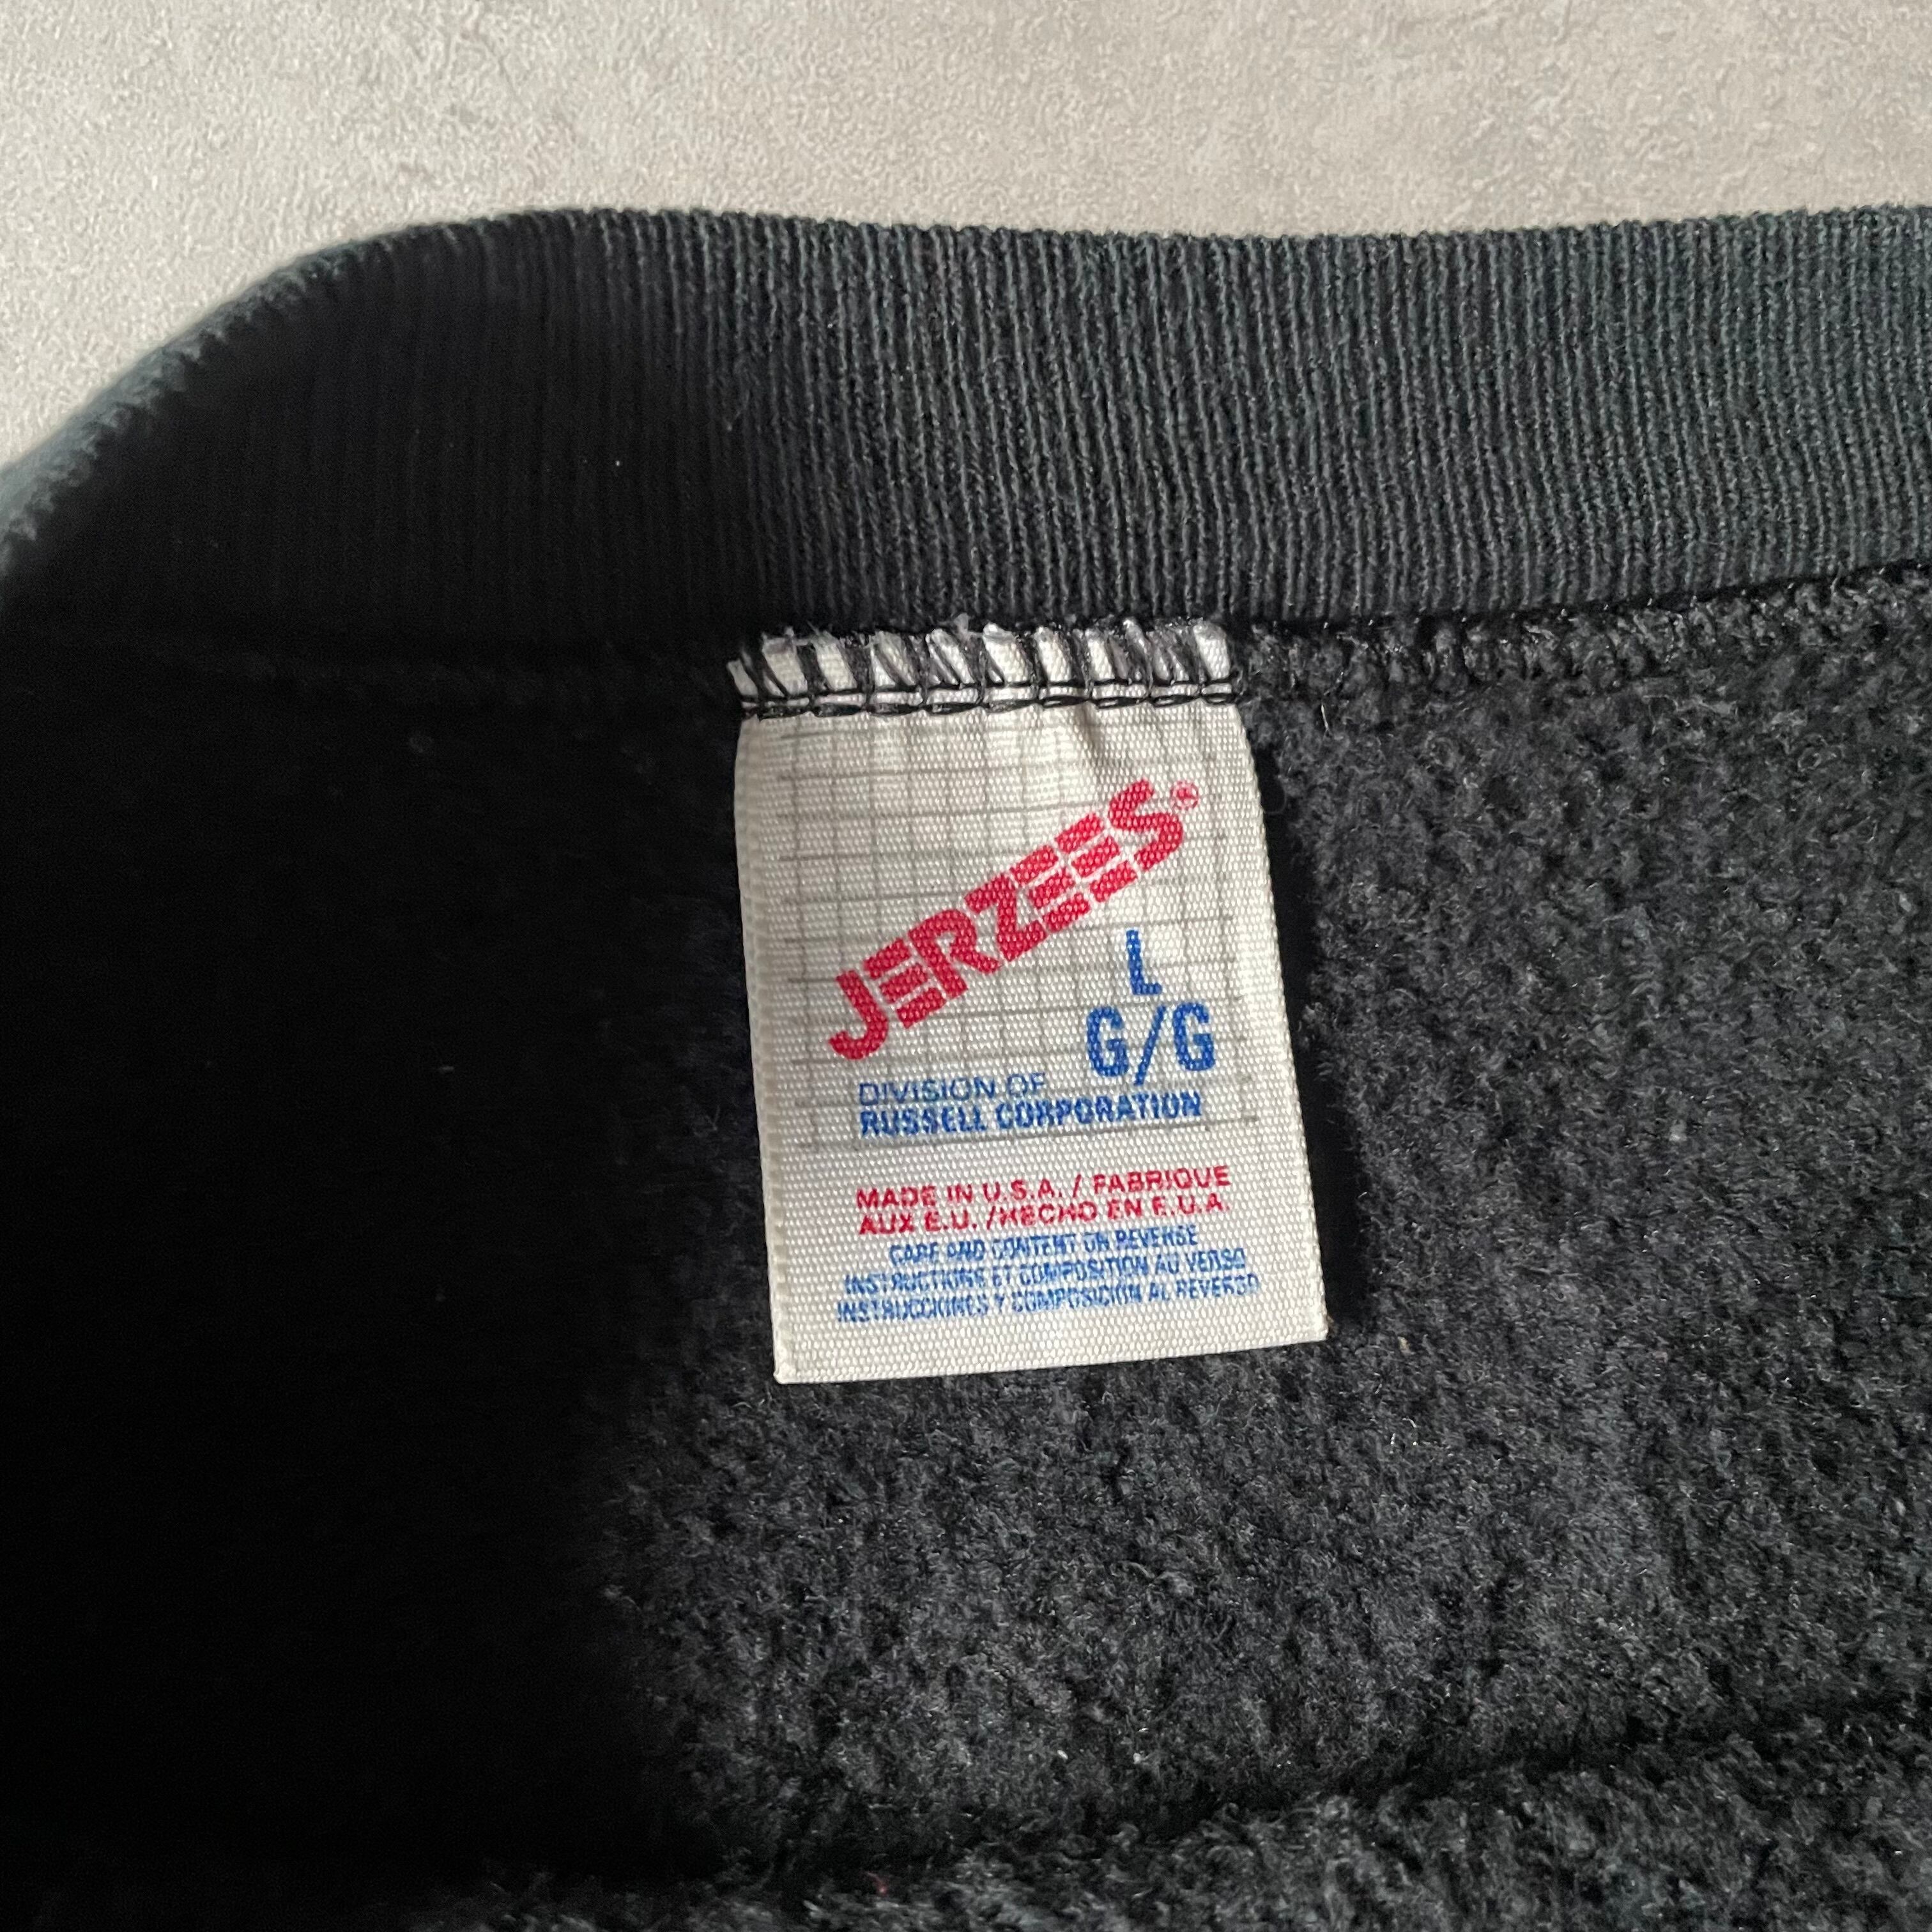 JERZEES®
L
G/G
DIVISION OF
RUSSELL CORPORATION
MADE IN U.S.A. / FABRIQUE
AUX E.U. /HECHO EN E.U.A.
CARE AND CONTENT ON REVERSE
INSTRUCTIONS ET COMPOSITION AU VERSO
INSTRUCCIONES Y COMPOSICION AL REVERSO